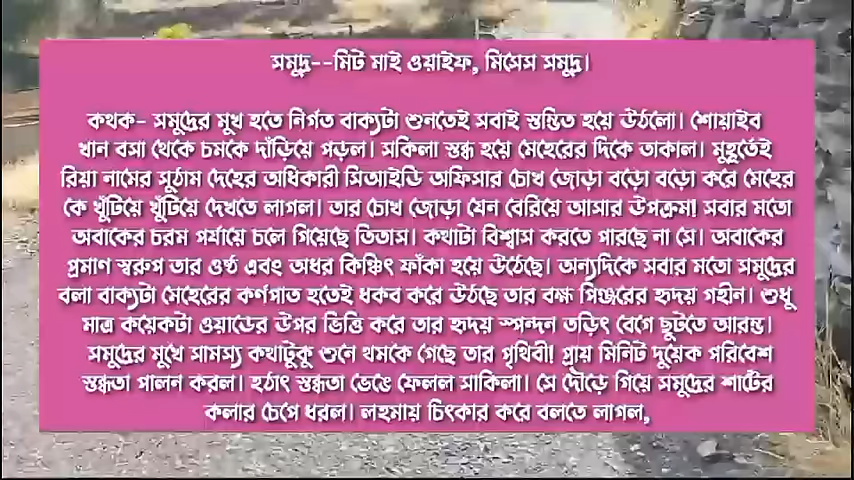 সমুদ্র--মিট মাই ওয়াইফ, মিসেস সমুদ্র।
কথক- সমুদ্রের মুখ হতে নির্গত বাক্যটা শুনতেই সবাই স্তম্ভিত হয়ে উঠলো। শোয়াইব
খান বসা থেকে চমকে দাঁড়িয়ে পড়ল। সকিলা স্তব্ধ হয়ে মেহেরের দিকে তাকাল। মুহূর্তেই
রিয়া নামের সুঠাম দেহের অধিকারী সিআইডি অফিসার চোখ জোড়া বড়ো বড়ো করে মেহের
কে খুঁটিয়ে খুঁটিয়ে দেখতে লাগল। তার চোখ জোড়া যেন বেরিয়ে আসার উপক্রম! সবার মতো
অবাকের চরম পর্যায়ে চলে গিয়েছে তিতাস। কথাটা বিশ্বাস করতে পারছে না সে। অবাকের
প্রমাণ স্বরুপ তার ওষ্ঠ এবং অধর কিঞ্চিৎ ফাঁকা হয়ে উঠেছে। অন্যদিকে সবার মতো সমুদ্রের
বলা বাক্যটা মেহেরের কর্ণপাত হতেই ধকব করে উঠছে তার বক্ষ পিঞ্জরের হৃদয় গহীন। শুধু
মাত্র কয়েকটা ওয়াডের উপর ভিত্তি করে তার হৃদয় স্পন্দন তড়িৎ বেগে ছুটতে আরম্ভ।
সমুদ্রের মুখে সামস্য কথাটুকু শুনে থমকে গেছে তার পৃথিবী! প্রায় মিনিট দুয়েক পরিবেশ
স্তব্ধতা পালন করল। হঠাৎ স্তব্ধতা ভেঙে ফেলল সাকিলা। সে দৌড়ে গিয়ে সমুদ্রের শার্টের
কলার চেপে ধরল। লহমায় চিৎকার করে বলতে লাগল,